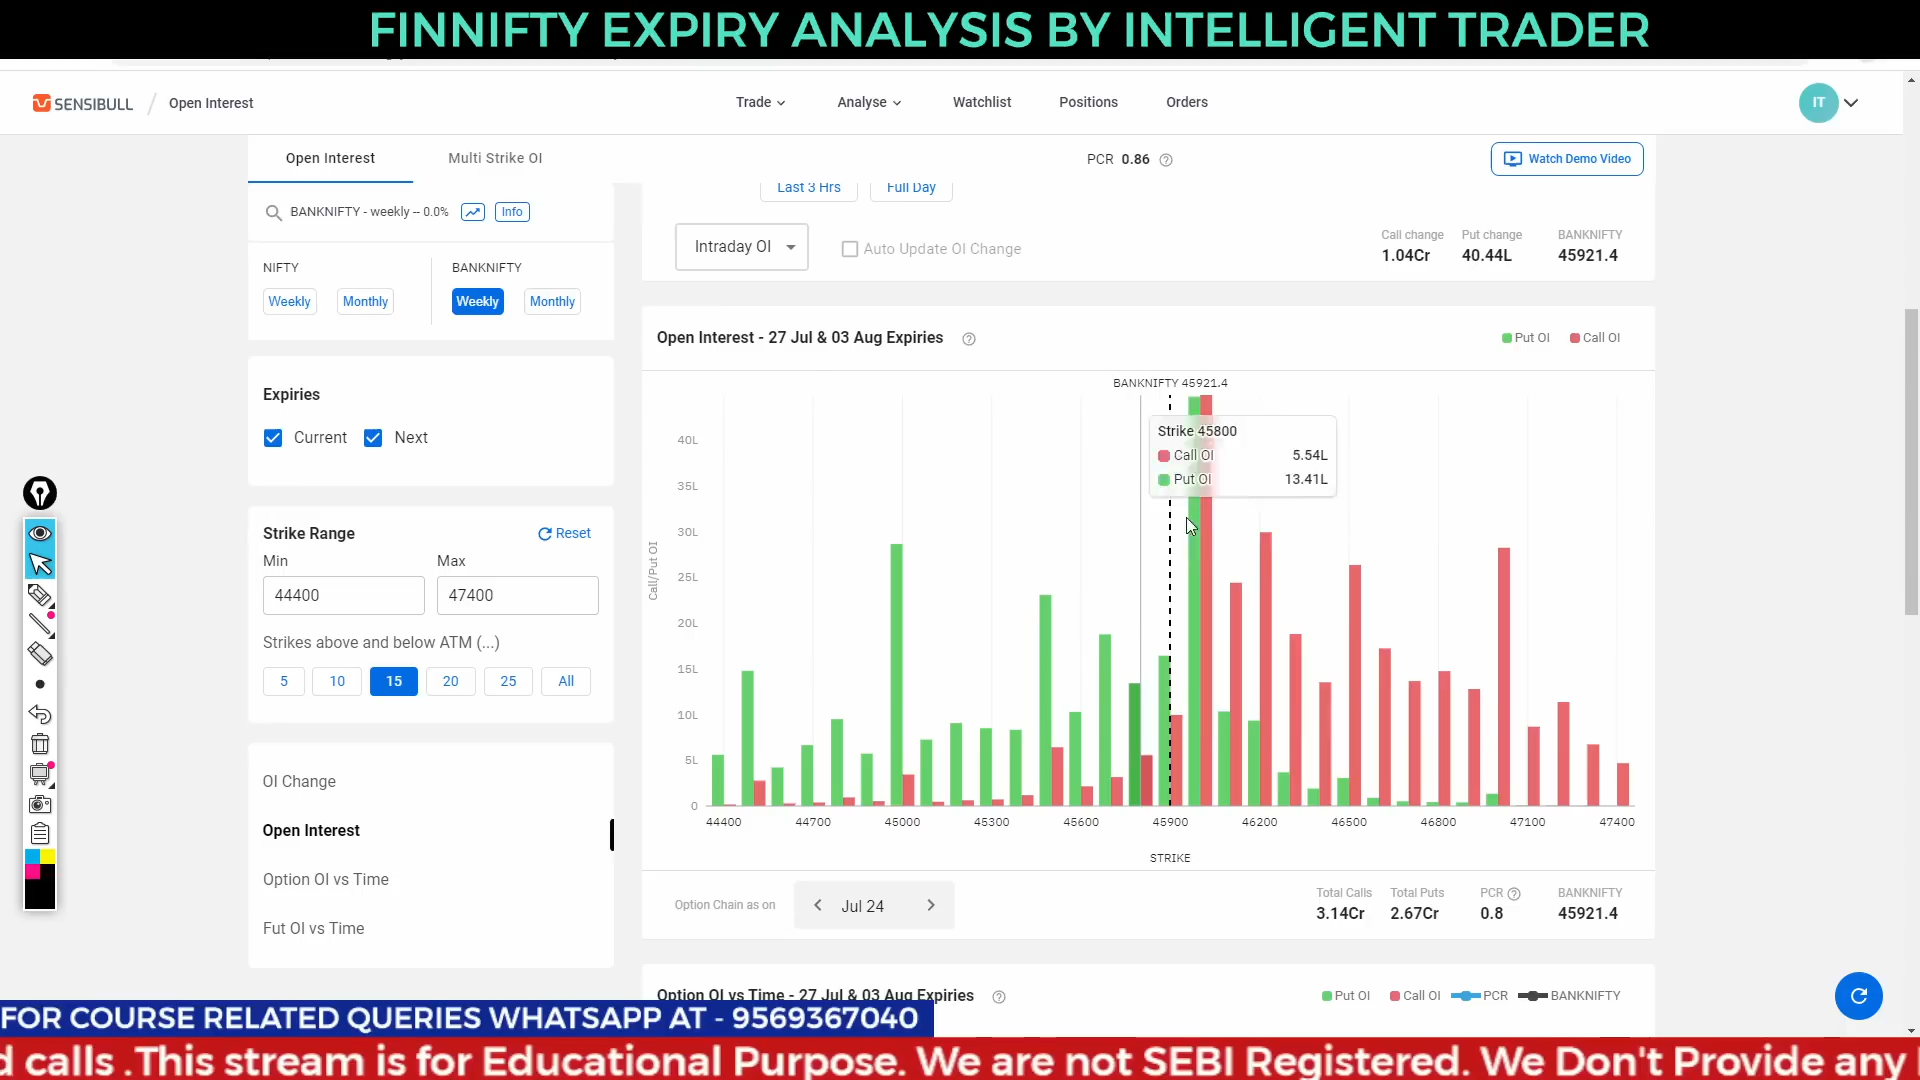 FINNIFTY EXPIRY ANALYSIS BY INTELLIGENT TRADER
SENSIBULL / Open Interest
Trade
Analyse
Watchlist
Positions
Orders
IT
Open Interest
Multi Strike OI
PCR 0.86
Watch Demo Video
BANKNIFTY - weekly -- 0.0%
Info
NIFTY
BANKNIFTY
Weekly
Monthly
Weekly
Monthly
Expiries
Current
Next
Strike Range
Reset
Min
Max
44400
47400
Strikes above and below ATM (...)
5
10
15
20
25
All
OI Change
Open Interest
Option OI vs Time
Fut OI vs Time
Last 3 Hrs
Full Day
Intraday OI
Auto Update OI Change
Call change
Put change
BANKNIFTY
1.04Cr
40.44L
45921.4
Open Interest - 27 Jul & 03 Aug Expiries
Put OI
Call OI
BANKNIFTY 45921.4
Strike 45800
Call OI 5.54L
Put OI 13.41L
Call/Put OI
40L
35L
30L
25L
20L
15L
10L
5L
0
44400
44700
45000
45300
45600
45900
46200
46500
46800
47100
47400
STRIKE
Option Chain as on
Jul 24
Total Calls
Total Puts
PCR
BANKNIFTY
3.14Cr
2.67Cr
0.8
45921.4
Option OI vs Time - 27 Jul & 03 Aug Expiries
Put OI
Call OI
PCR
BANKNIFTY
FOR COURSE RELATED QUERIES WHATSAPP AT - 9569367040
d calls .This stream is for Educational Purpose. We are not SEBI Registered. We Don't Provide any